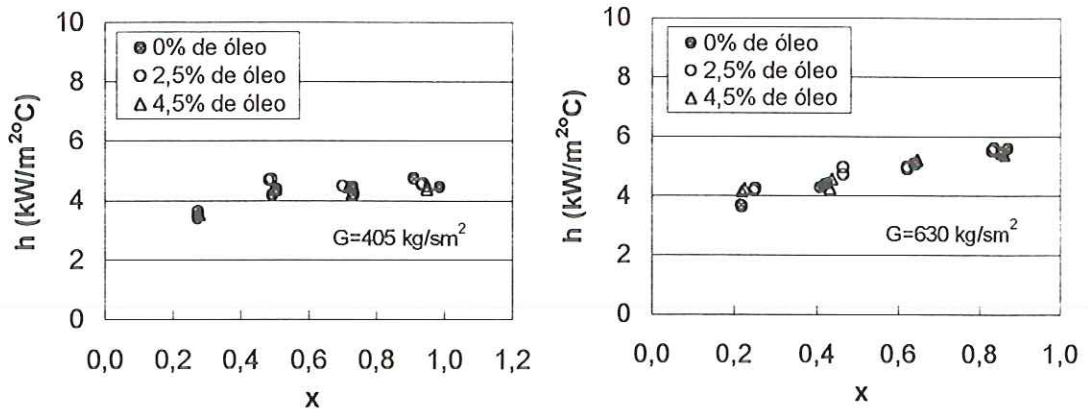 10
8
6
4
2
0
h (kW/m²ºC)
0% de óleo
2,5% de óleo
4,5% de óleo
G=405 kg/sm²
0,0 0,2 0,4 0,6 0,8 1,0 1,2
x
10
8
6
4
2
0
h (kW/m²ºC)
0% de óleo
2,5% de óleo
4,5% de óleo
G=630 kg/sm²
0,0 0,2 0,4 0,6 0,8 1,0
x